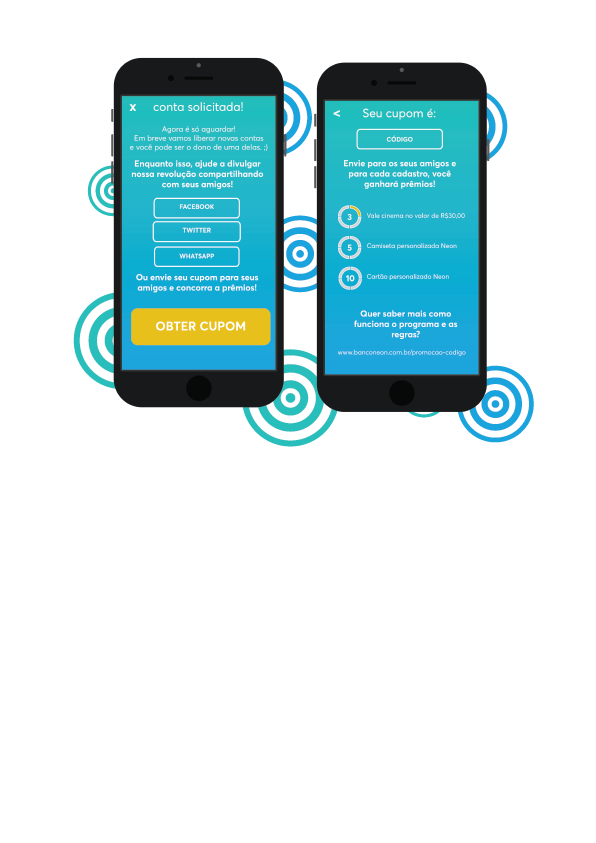 x conta solicitada!
Agora é só aguardar!
Em breve vamos liberar novas contas
e você pode ser o dono de uma delas. ;)
Enquanto isso, ajude a divulgar
nossa revolução compartilhando
com seus amigos!
FACEBOOK
TWITTER
WHATSAPP
Ou envie seu cupom para seus
amigos e concorra a prêmios!
OBTER CUPOM
< Seu cupom é:
CÓDIGO
Envie para os seus amigos e
para cada cadastro, você
ganhará prêmios!
3 Vale cinema no valor de R$30,00
5 Camiseta personalizada Neon
10 Cartão personalizado Neon
Quer saber mais como
funciona o programa e as
regras?
www.banconeon.com.br/promocao-codigo